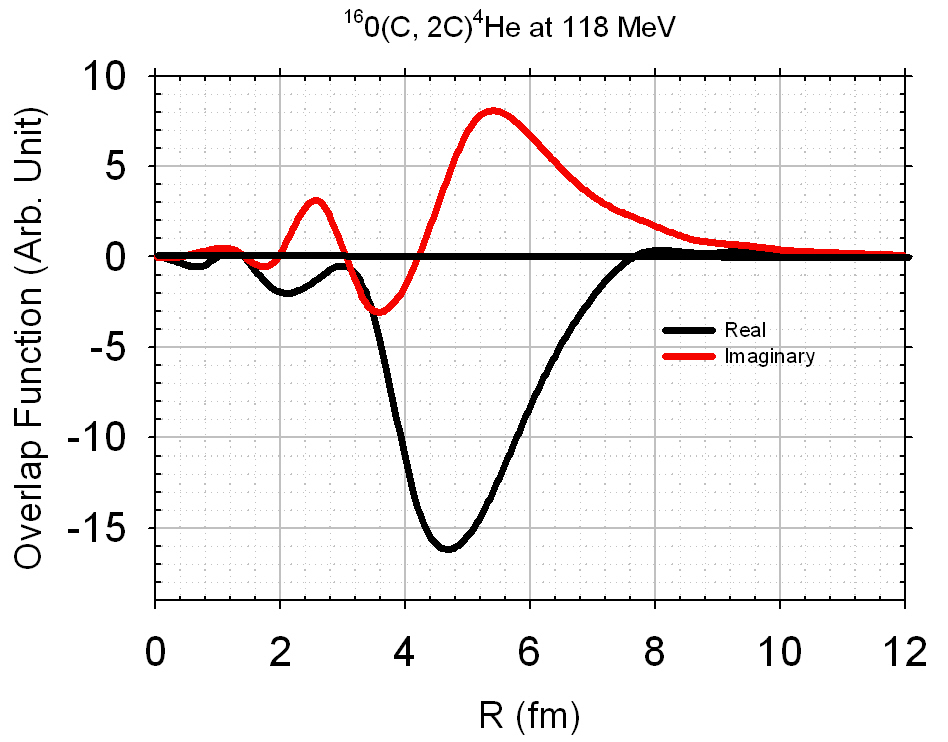 ¹⁶0(C, 2C)⁴He at 118 MeV
Overlap Function (Arb. Unit)
10
5
0
-5
-10
-15
Real
Imaginary
0 2 4 6 8 10 12
R (fm)